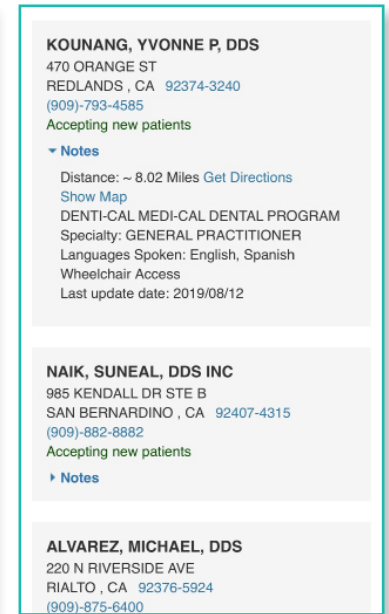 KOUNANG, YVONNE P, DDS
470 ORANGE ST
REDLANDS , CA 92374-3240
(909)-793-4585
Accepting new patients
Notes
Distance: ~ 8.02 Miles Get Directions
Show Map
DENTI-CAL MEDI-CAL DENTAL PROGRAM
Specialty: GENERAL PRACTITIONER
Languages Spoken: English, Spanish
Wheelchair Access
Last update date: 2019/08/12
NAIK, SUNEAL, DDS INC
985 KENDALL DR STE B
SAN BERNARDINO , CA 92407-4315
(909)-882-8882
Accepting new patients
Notes
ALVAREZ, MICHAEL, DDS
220 N RIVERSIDE AVE
RIALTO , CA 92376-5924
(909)-875-6400